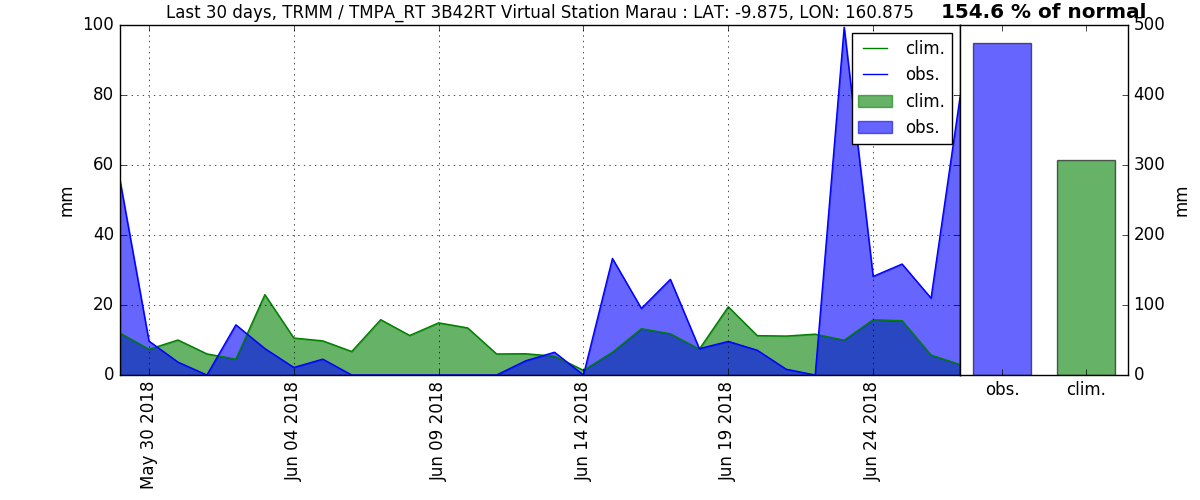 Last 30 days, TRMM / TMPA_RT 3B42RT Virtual Station Marau : LAT: -9.875, LON: 160.875
154.6 % of normal
100
80
60
40
20
0
mm
clim.
obs.
clim.
obs.
May 30 2018
Jun 04 2018
Jun 09 2018
Jun 14 2018
Jun 19 2018
Jun 24 2018
500
400
300
200
100
0
mm
obs.
clim.